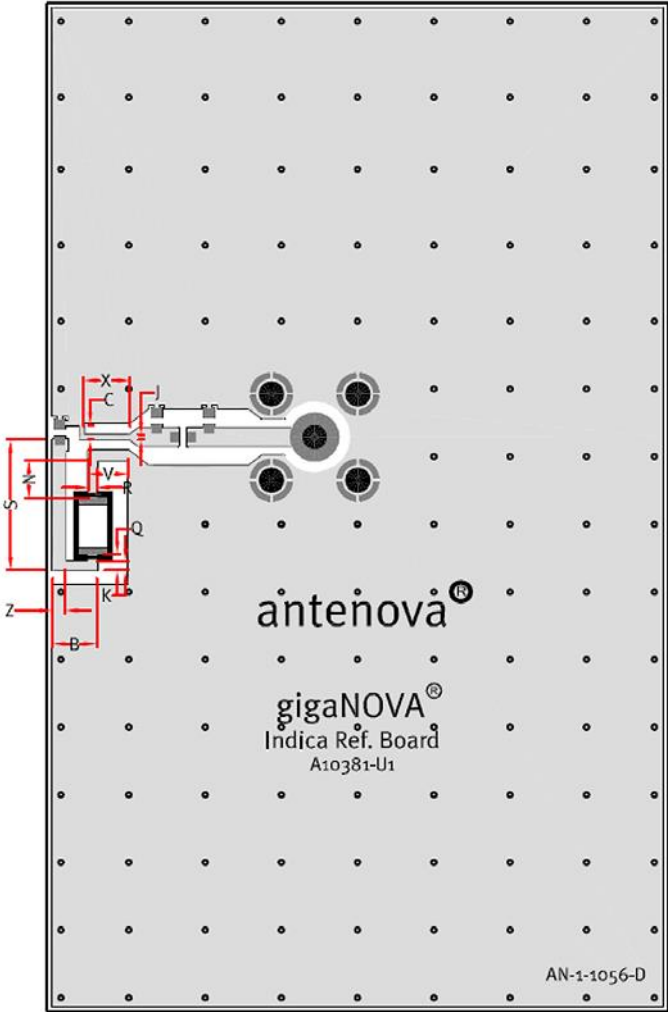 X
C
J
N
V
R
S
Q
K
Z
B
antenova®
gigaNOVA®
Indica Ref. Board
A10381-U1
AN-1-1056-D